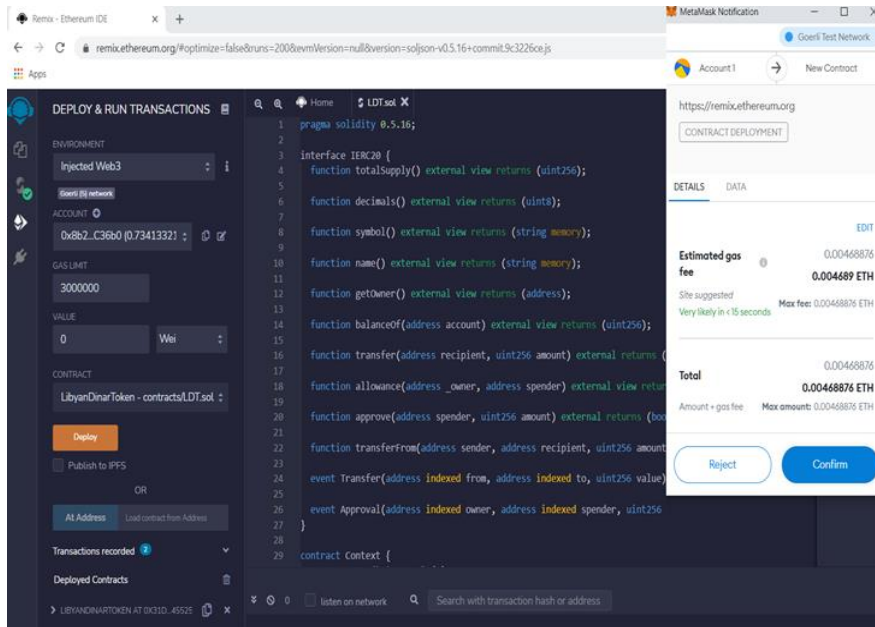 Remix - Ethereum IDE
remix.ethereum.org/#optimize=false&runs=200&evmVersion=null&version=soljson-v0.5.16+commit.9c3226ce.js
Apps
DEPLOY & RUN TRANSACTIONS
ENVIRONMENT
Injected Web3
Goerli (5) network
ACCOUNT
0x8b2...C36b0 (0.73413321
GAS LIMIT
3000000
VALUE
0
Wei
CONTRACT
LibyanDinarToken - contracts/LDT.sol
Deploy
Publish to IPFS
OR
At Address
Load contract from Address
Transactions recorded 2
Deployed Contracts
LIBYANDINARTOKEN AT 0X31D...45525
Home
LDT.sol
1 pragma solidity 0.5.16;
2
3 interface IERC20 {
4 function totalSupply() external view returns (uint256);
5
6 function decimals() external view returns (uint8);
7
8 function symbol() external view returns (string memory);
9
10 function name() external view returns (string memory);
11
12 function getOwner() external view returns (address);
13
14 function balanceOf(address account) external view returns (uint256);
15
16 function transfer(address recipient, uint256 amount) external returns (
17
18 function allowance(address _owner, address spender) external view retur
19
20 function approve(address spender, uint256 amount) external returns (boo
21
22 function transferFrom(address sender, address recipient, uint256 amount
23
24 event Transfer(address indexed from, address indexed to, uint256 value)
25
26 event Approval(address indexed owner, address indexed spender, uint256
27 }
28
29 contract Context {
0
listen on network
Search with transaction hash or address
MetaMask Notification
Goerli Test Network
Account 1
New Contract
https://remix.ethereum.org
CONTRACT DEPLOYMENT
DETAILS
DATA
EDIT
Estimated gas fee
0.00468876
0.004689 ETH
Site suggested
Very likely in < 15 seconds
Max fee: 0.00468876 ETH
Total
0.00468876
0.00468876 ETH
Amount + gas fee
Max amount: 0.00468876 ETH
Reject
Confirm